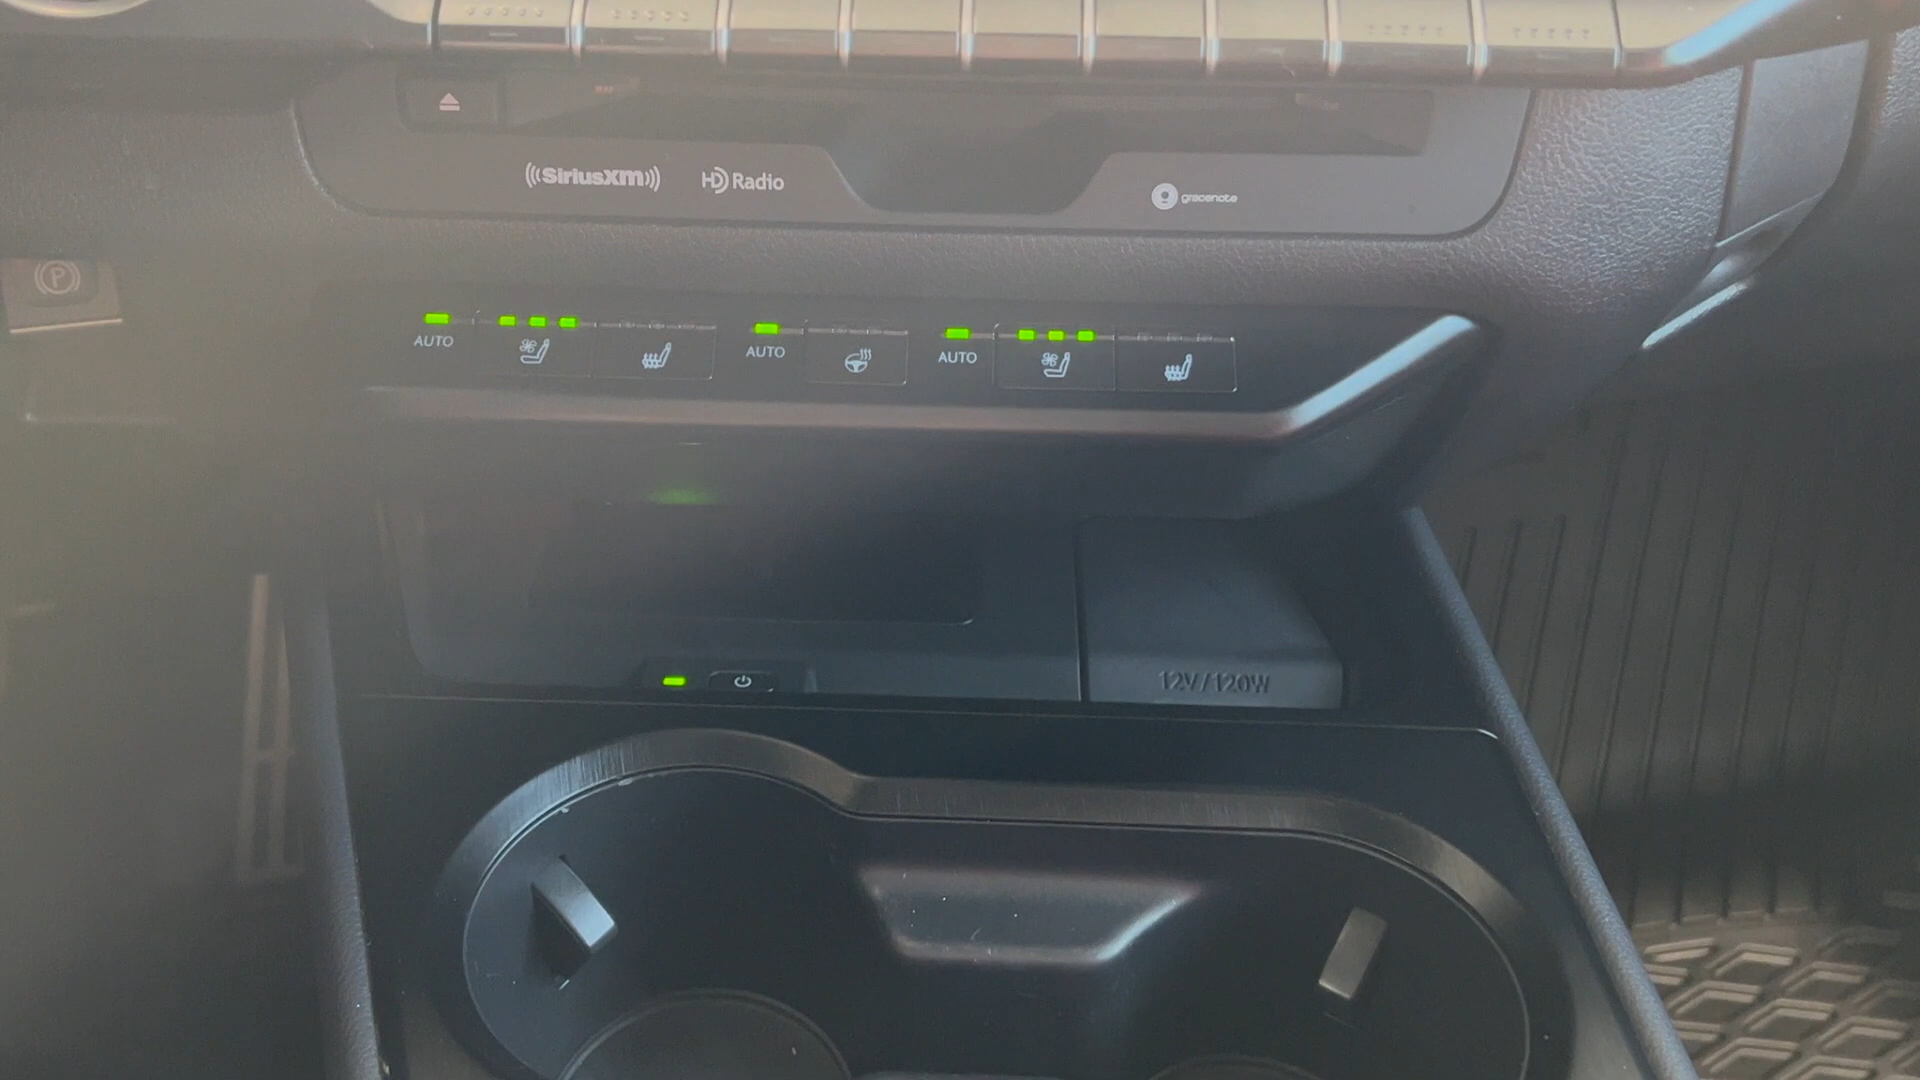 SiriusXM
HD Radio
gracenote
P
AUTO
AUTO
AUTO
12V/120W